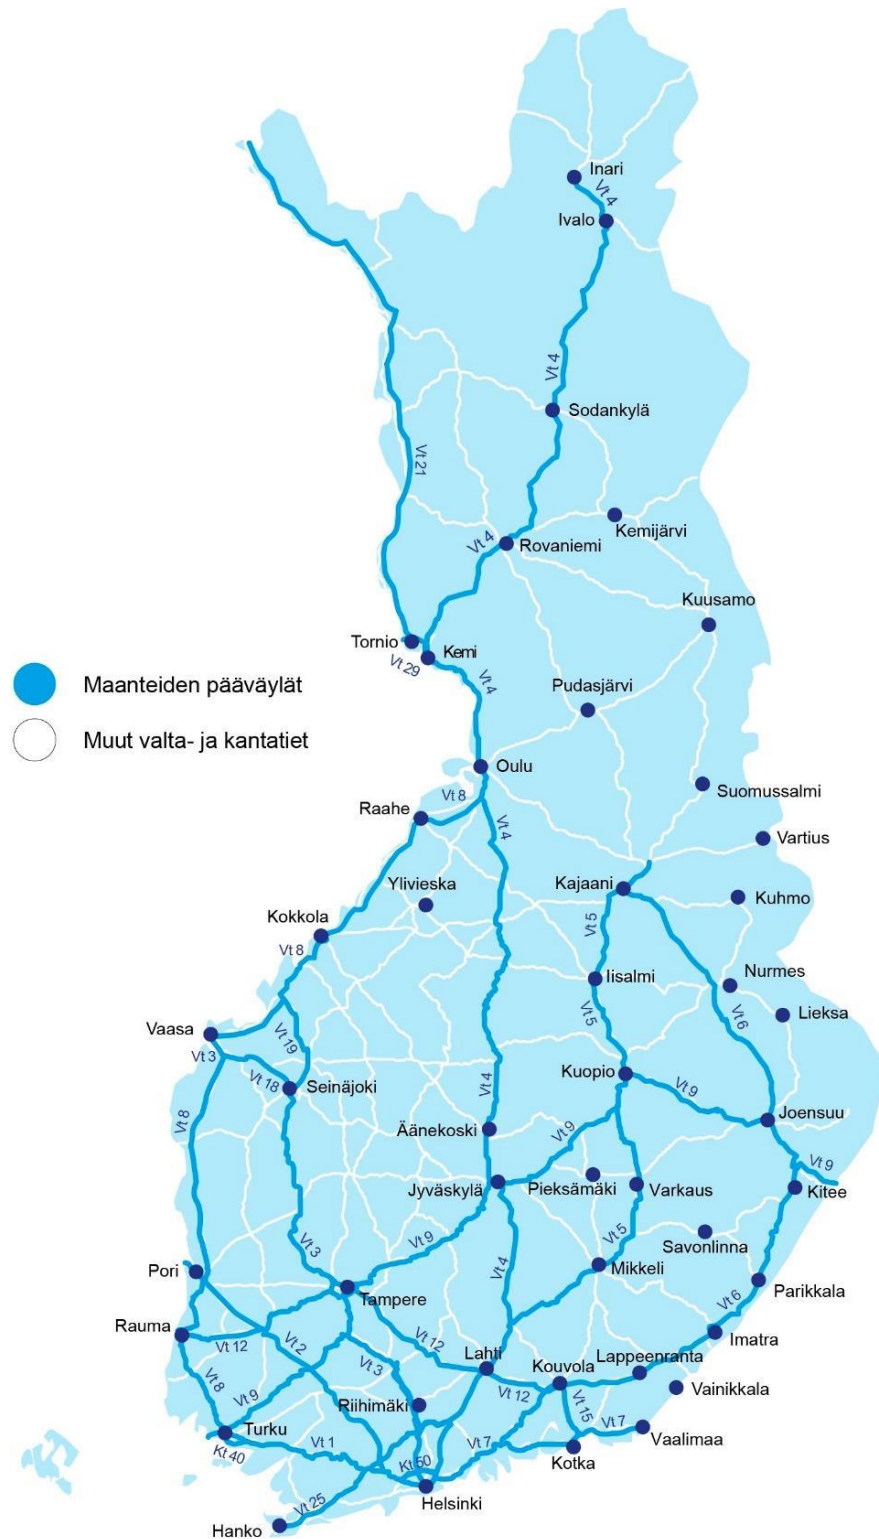 Inari
Vt 4
Ivalo
Vt 4
Sodankylä
Vt 21
Kemijärvi
Vt 4
Rovaniemi
Kuusamo
Tornio
Kemi
Vt 29
Vt 4
Maanteiden pääväylät
Pudasjärvi
Muut valta- ja kantatiet
Oulu
Suomussalmi
Vt 8
Raahe
Vt 4
Vartius
Ylivieska
Kajaani
Kuhmo
Kokkola
Vt 5
Vt 8
Nurmes
Iisalmi
Lieksa
Vt 5
Vt 6
Vaasa
Vt 19
Vt 3
Kuopio
Vt 18
Seinäjoki
Vt 4
Vt 9
Vt 8
Joensuu
Äänekoski
Vt 9
Vt 9
Jyväskylä
Pieksämäki
Varkaus
Kitee
Vt 3
Vt 9
Vt 5
Savonlinna
Vt 4
Mikkeli
Pori
Parikkala
Tampere
Vt 6
Rauma
Vt 12
Vt 2
Vt 12
Imatra
Lahti
Lappeenranta
Vt 3
Kouvola
Vt 8
Vt 9
Vt 12
Vainikkala
Riihimäki
Vt 15
Turku
Vt 7
Vaalimaa
Vt 1
Vt 7
Kt 40
Kotka
Kt 50
Helsinki
Vt 25
Hanko